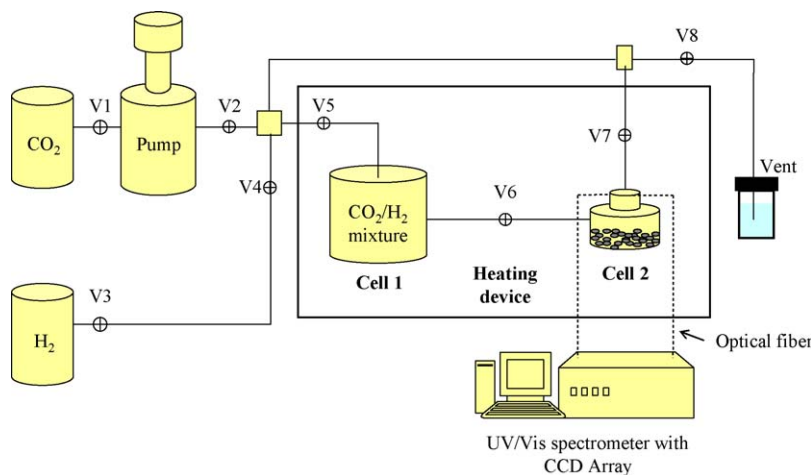 V8
V1
V2
V5
CO₂
Pump
V7
Vent
V4
V6
CO₂/H₂
mixture
Cell 1
Heating
device
Cell 2
V3
H₂
Optical fiber
UV/Vis spectrometer with
CCD Array